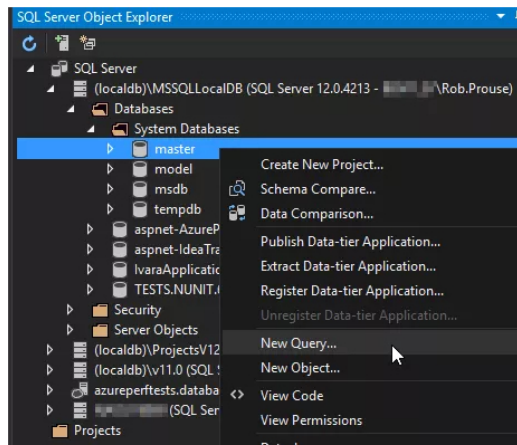 SQL Server Object Explorer
SQL Server
(localdb)\MSSQLLocalDB (SQL Server 12.0.4213 - \Rob.Prouse)
Databases
System Databases
master
model
msdb
tempdb
aspnet-AzureP
aspnet-IdeaTra
IvaraApplicatic
TESTS.NUNIT.
Security
Server Objects
(localdb)\ProjectsV12
(localdb)\v11.0 (SQL
azureperftests.databa
(SQL Ser
Projects
Create New Project...
Schema Compare...
Data Comparison...
Publish Data-tier Application...
Extract Data-tier Application...
Register Data-tier Application...
Unregister Data-tier Application...
New Query...
New Object...
View Code
View Permissions